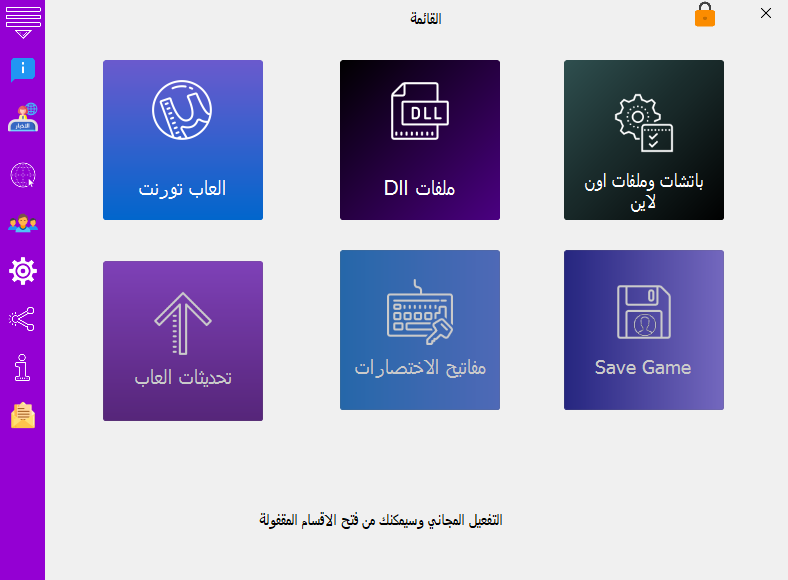 القائمة
الاخبار
باتشات وملفات اون
لاين
DLL
ملفات Dll
العاب تورنت
Save Game
مفاتيح الاختصارات
تحديثات العاب
التفعيل المجاني وسيمكنك من فتح الاقسام المقفولة